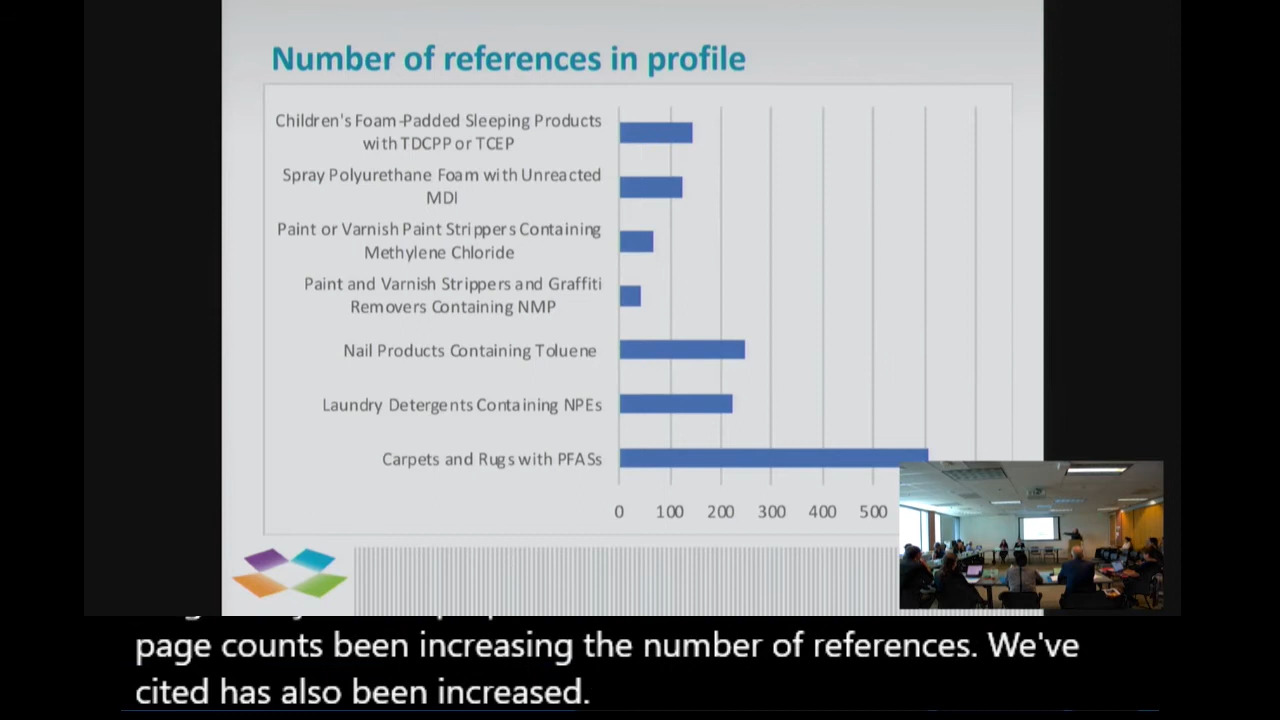 Number of references in profile
Children's Foam-Padded Sleeping Products
with TDCPP or TCEP
Spray Polyurethane Foam with Unreacted
MDI
Paint or Varnish Paint Strippers Containing
Methylene Chloride
Paint and Varnish Strippers and Graffiti
Removers Containing NMP
Nail Products Containing Toluene
Laundry Detergents Containing NPEs
Carpets and Rugs with PFASs
0 100 200 300 400 500
page counts been increasing the number of references. We've
cited has also been increased.